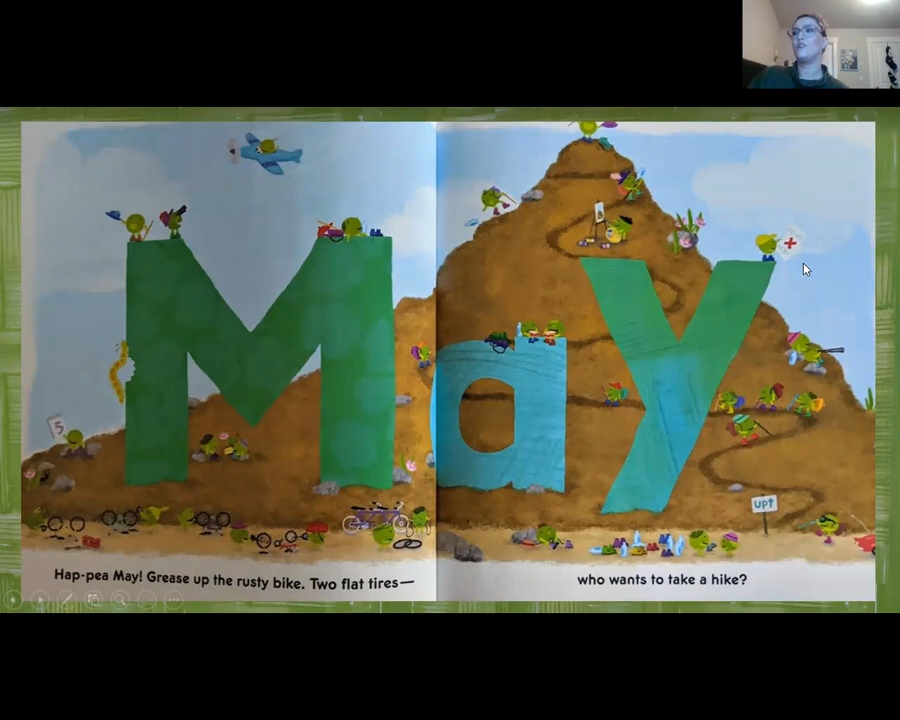 May
5
UP↑
Hap-pea May! Grease up the rusty bike. Two flat tires—
who wants to take a hike?